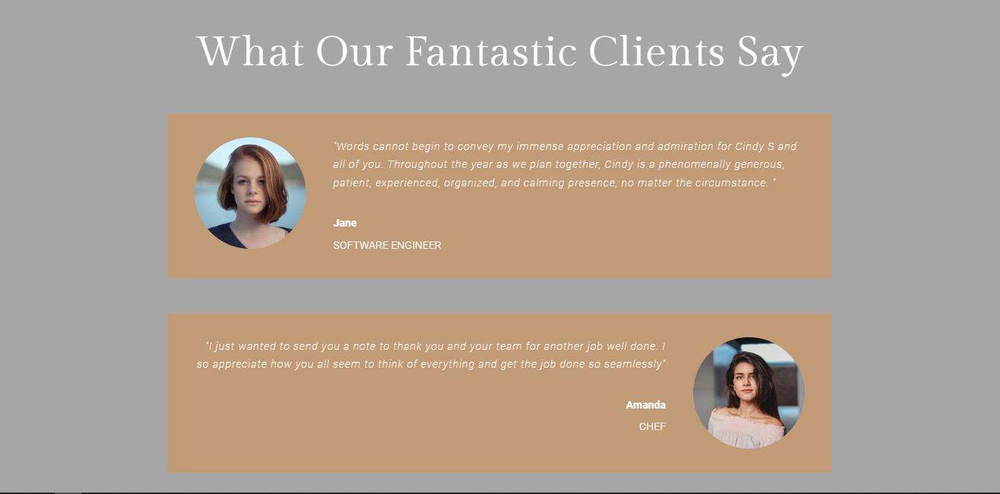 What Our Fantastic Clients Say
"Words cannot begin to convey my immense appreciation and admiration for Cindy S and
all of you. Throughout the year as we plan together, Cindy is a phenomenally generous,
patient, experienced, organized, and calming presence, no matter the circumstance. "
Jane
SOFTWARE ENGINEER
"I just wanted to send you a note to thank you and your team for another job well done. I
so appreciate how you all seem to think of everything and get the job done so seamlessly"
Amanda
CHEF